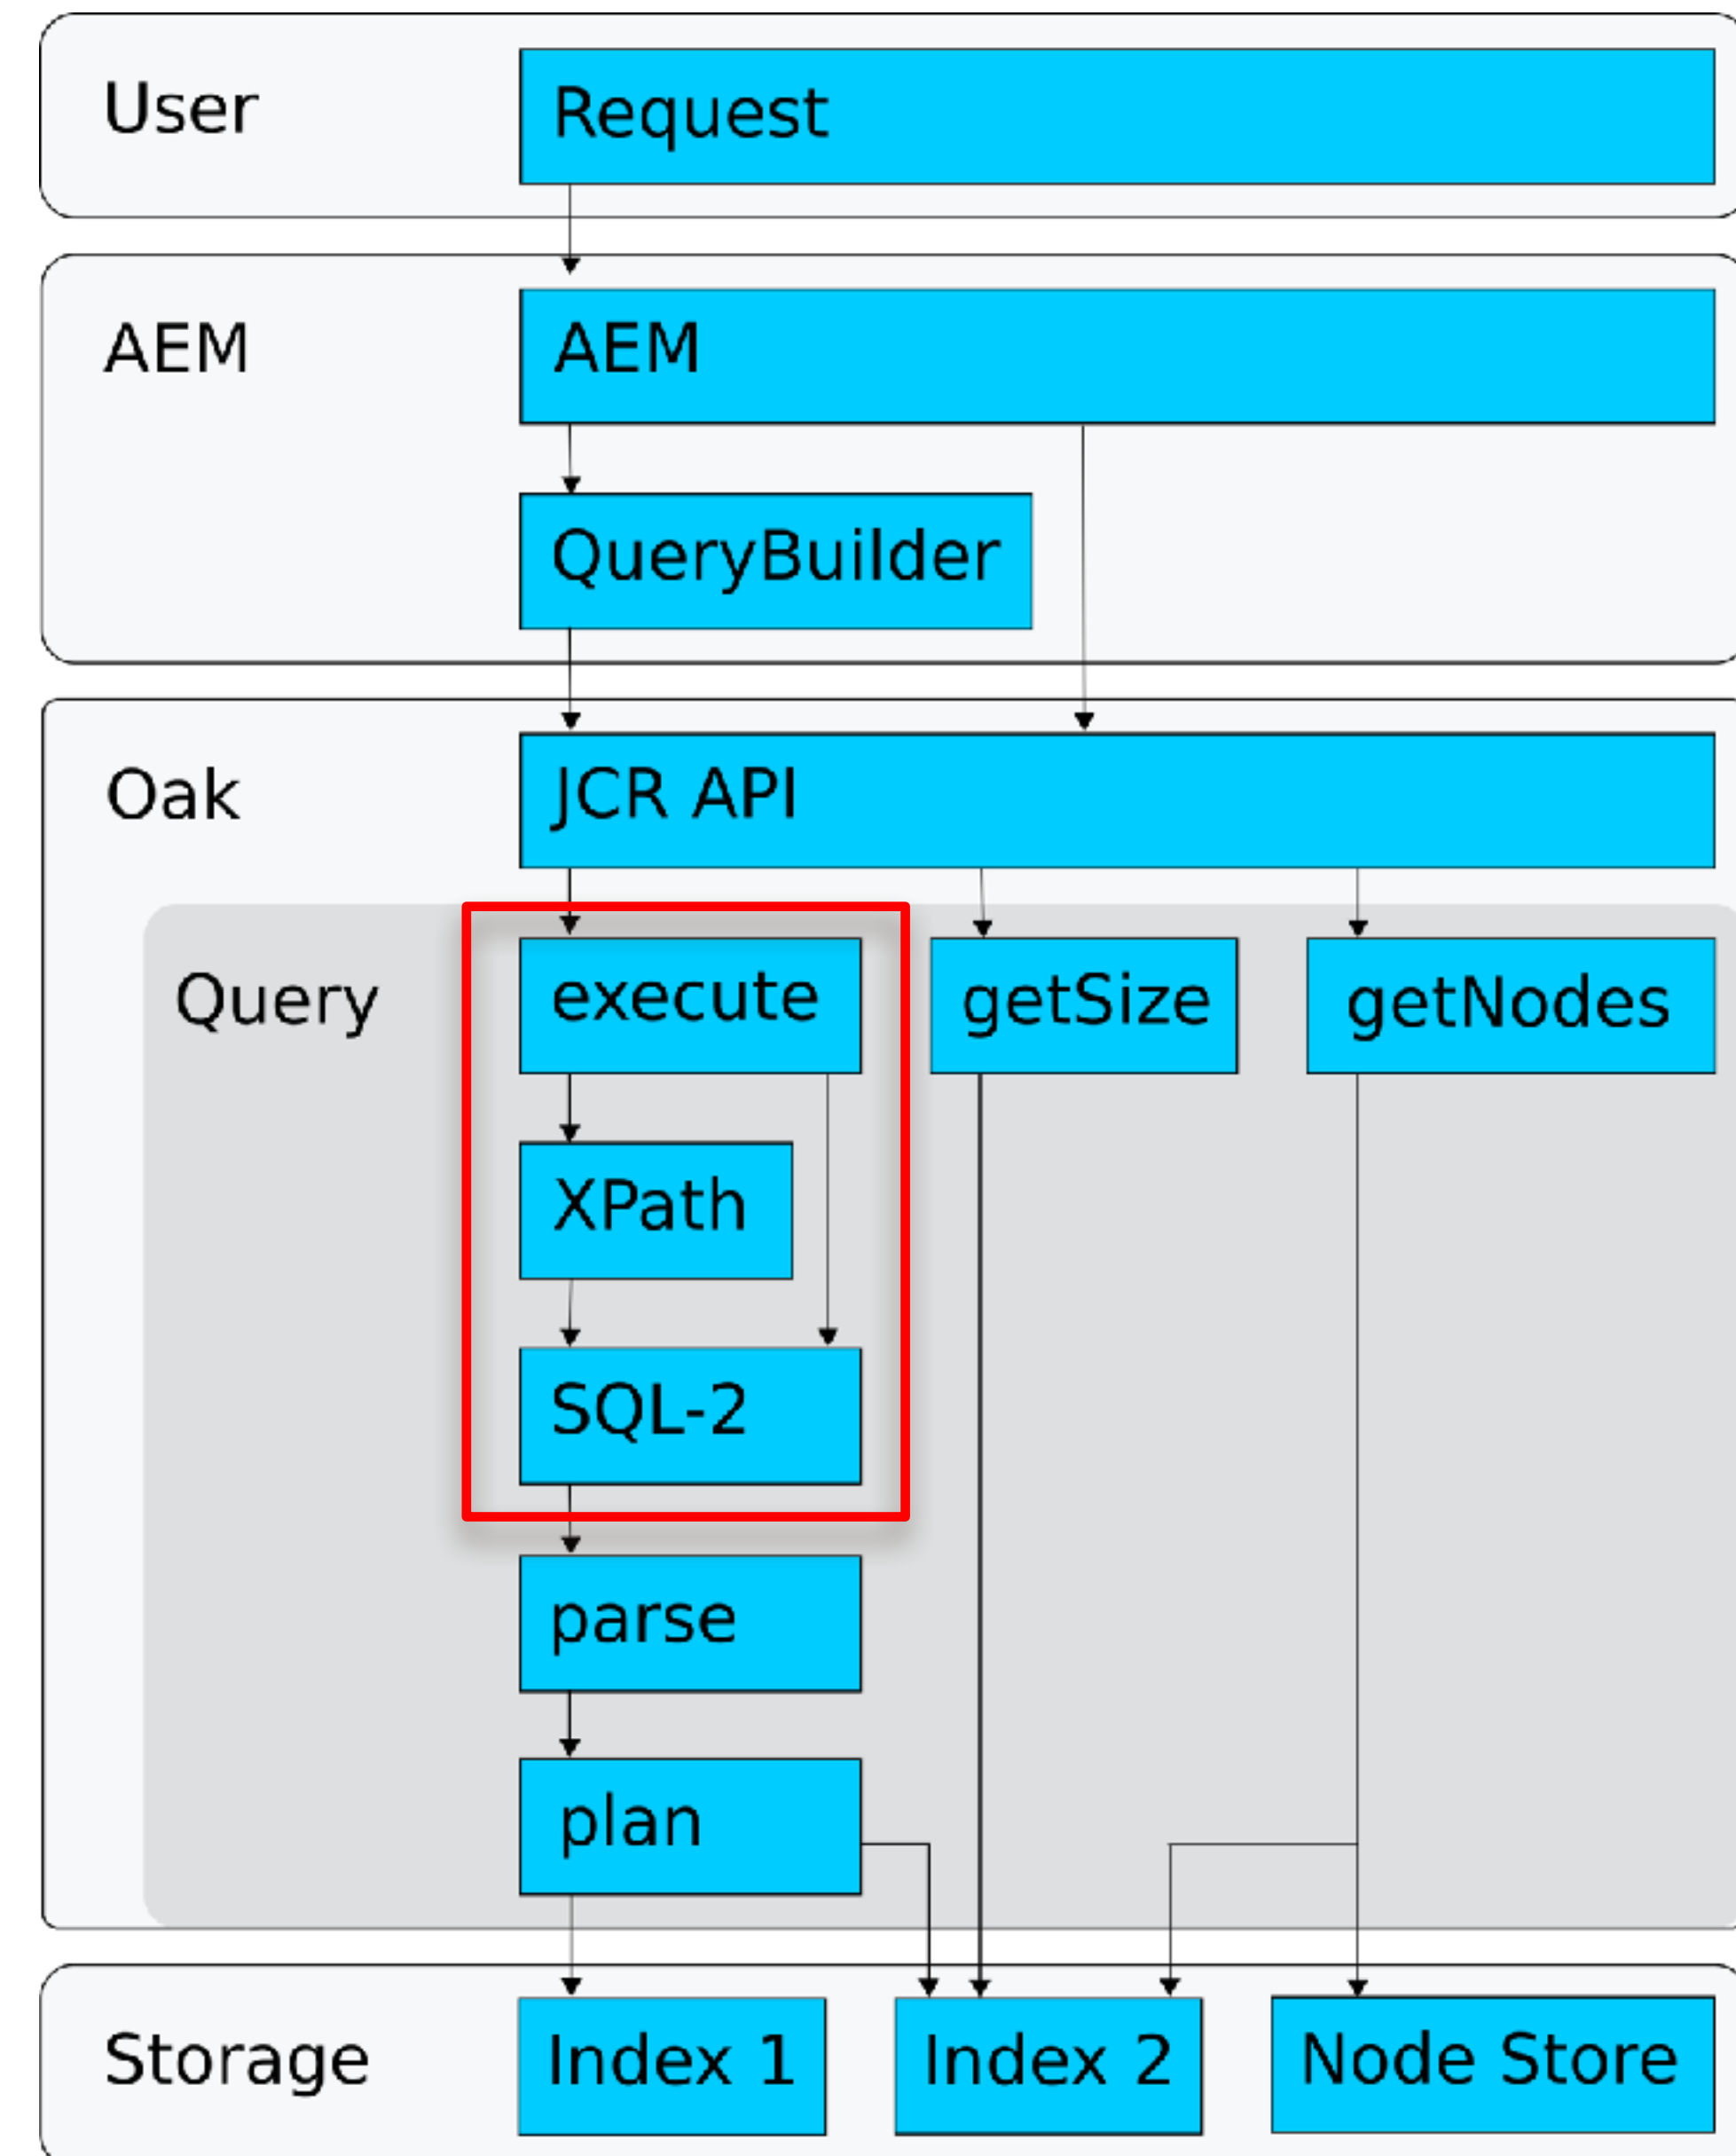 User
Request
AEM
AEM
QueryBuilder
Oak
JCR API
Query
execute
getSize
getNodes
XPath
SQL-2
parse
plan
Storage
Index 1
Index 2
Node Store